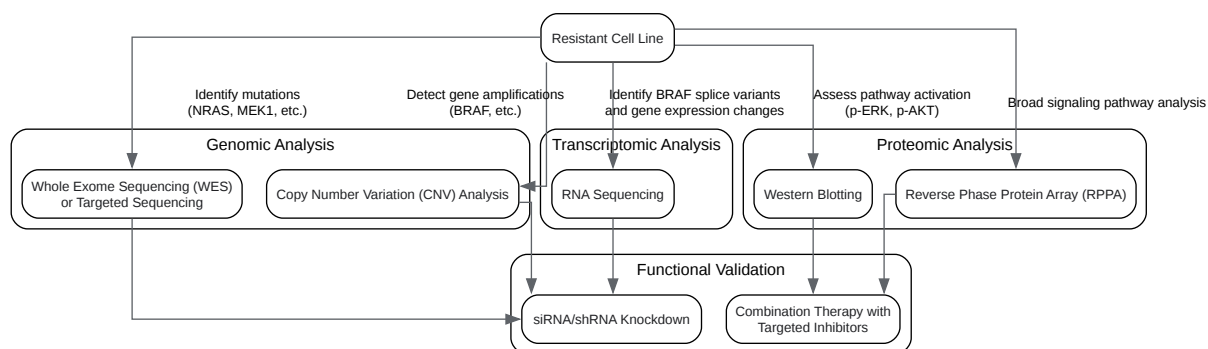 Resistant Cell Line
Identify mutations
(NRAS, MEK1, etc.)
Detect gene amplifications
(BRAF, etc.)
Identify BRAF splice variants
and gene expression changes
Assess pathway activation
(p-ERK, p-AKT)
Broad signaling pathway analysis
Genomic Analysis
Transcriptomic Analysis
Proteomic Analysis
Whole Exome Sequencing (WES)
or Targeted Sequencing
Copy Number Variation (CNV) Analysis
RNA Sequencing
Western Blotting
Reverse Phase Protein Array (RPPA)
Functional Validation
siRNA/shRNA Knockdown
Combination Therapy with
Targeted Inhibitors